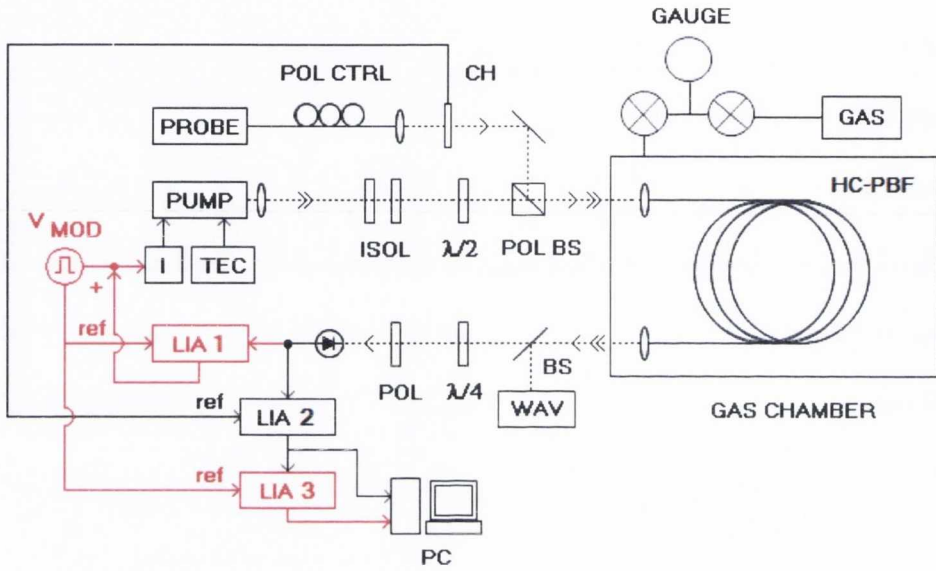 GAUGE
POL CTRL
CH
PROBE
GAS
HC-PBF
PUMP
V MOD
I
TEC
ISOL
λ/2
POL BS
+
ref
LIA 1
POL
λ/4
BS
WAV
GAS CHAMBER
ref
LIA 2
ref
LIA 3
PC